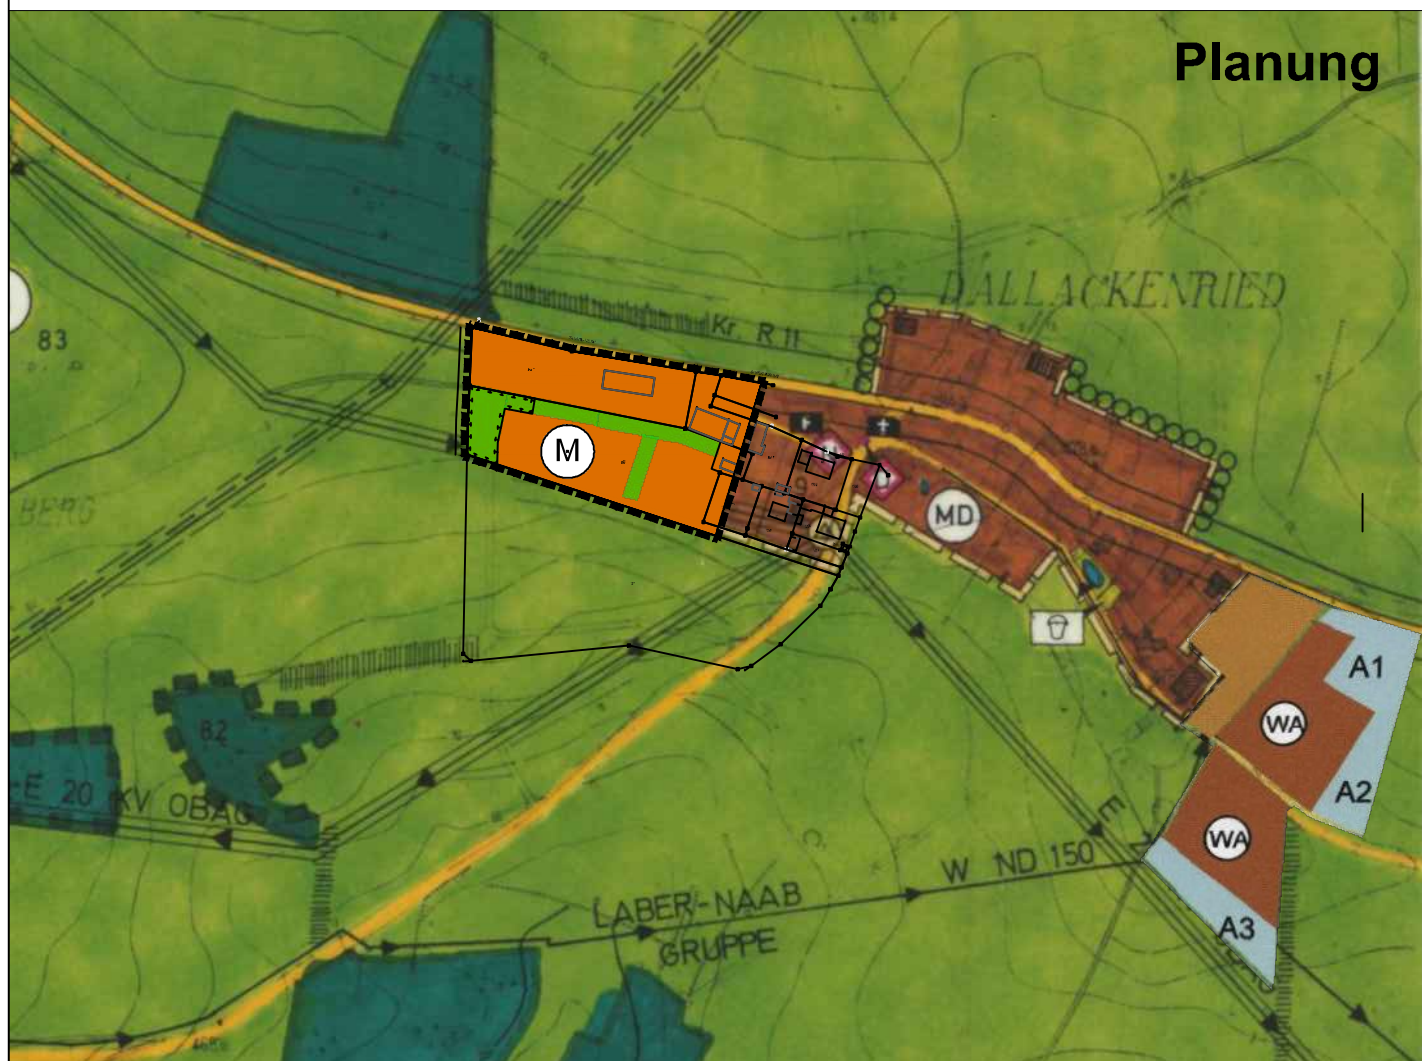 Planung
DALLACKENRIED
Kr. R 11
83
M
9
MD
BERG
A1
WA
82
A2
E 20 KV OBAG
WA
E
W ND 150
LABER-NAAB
GRUPPE
A3